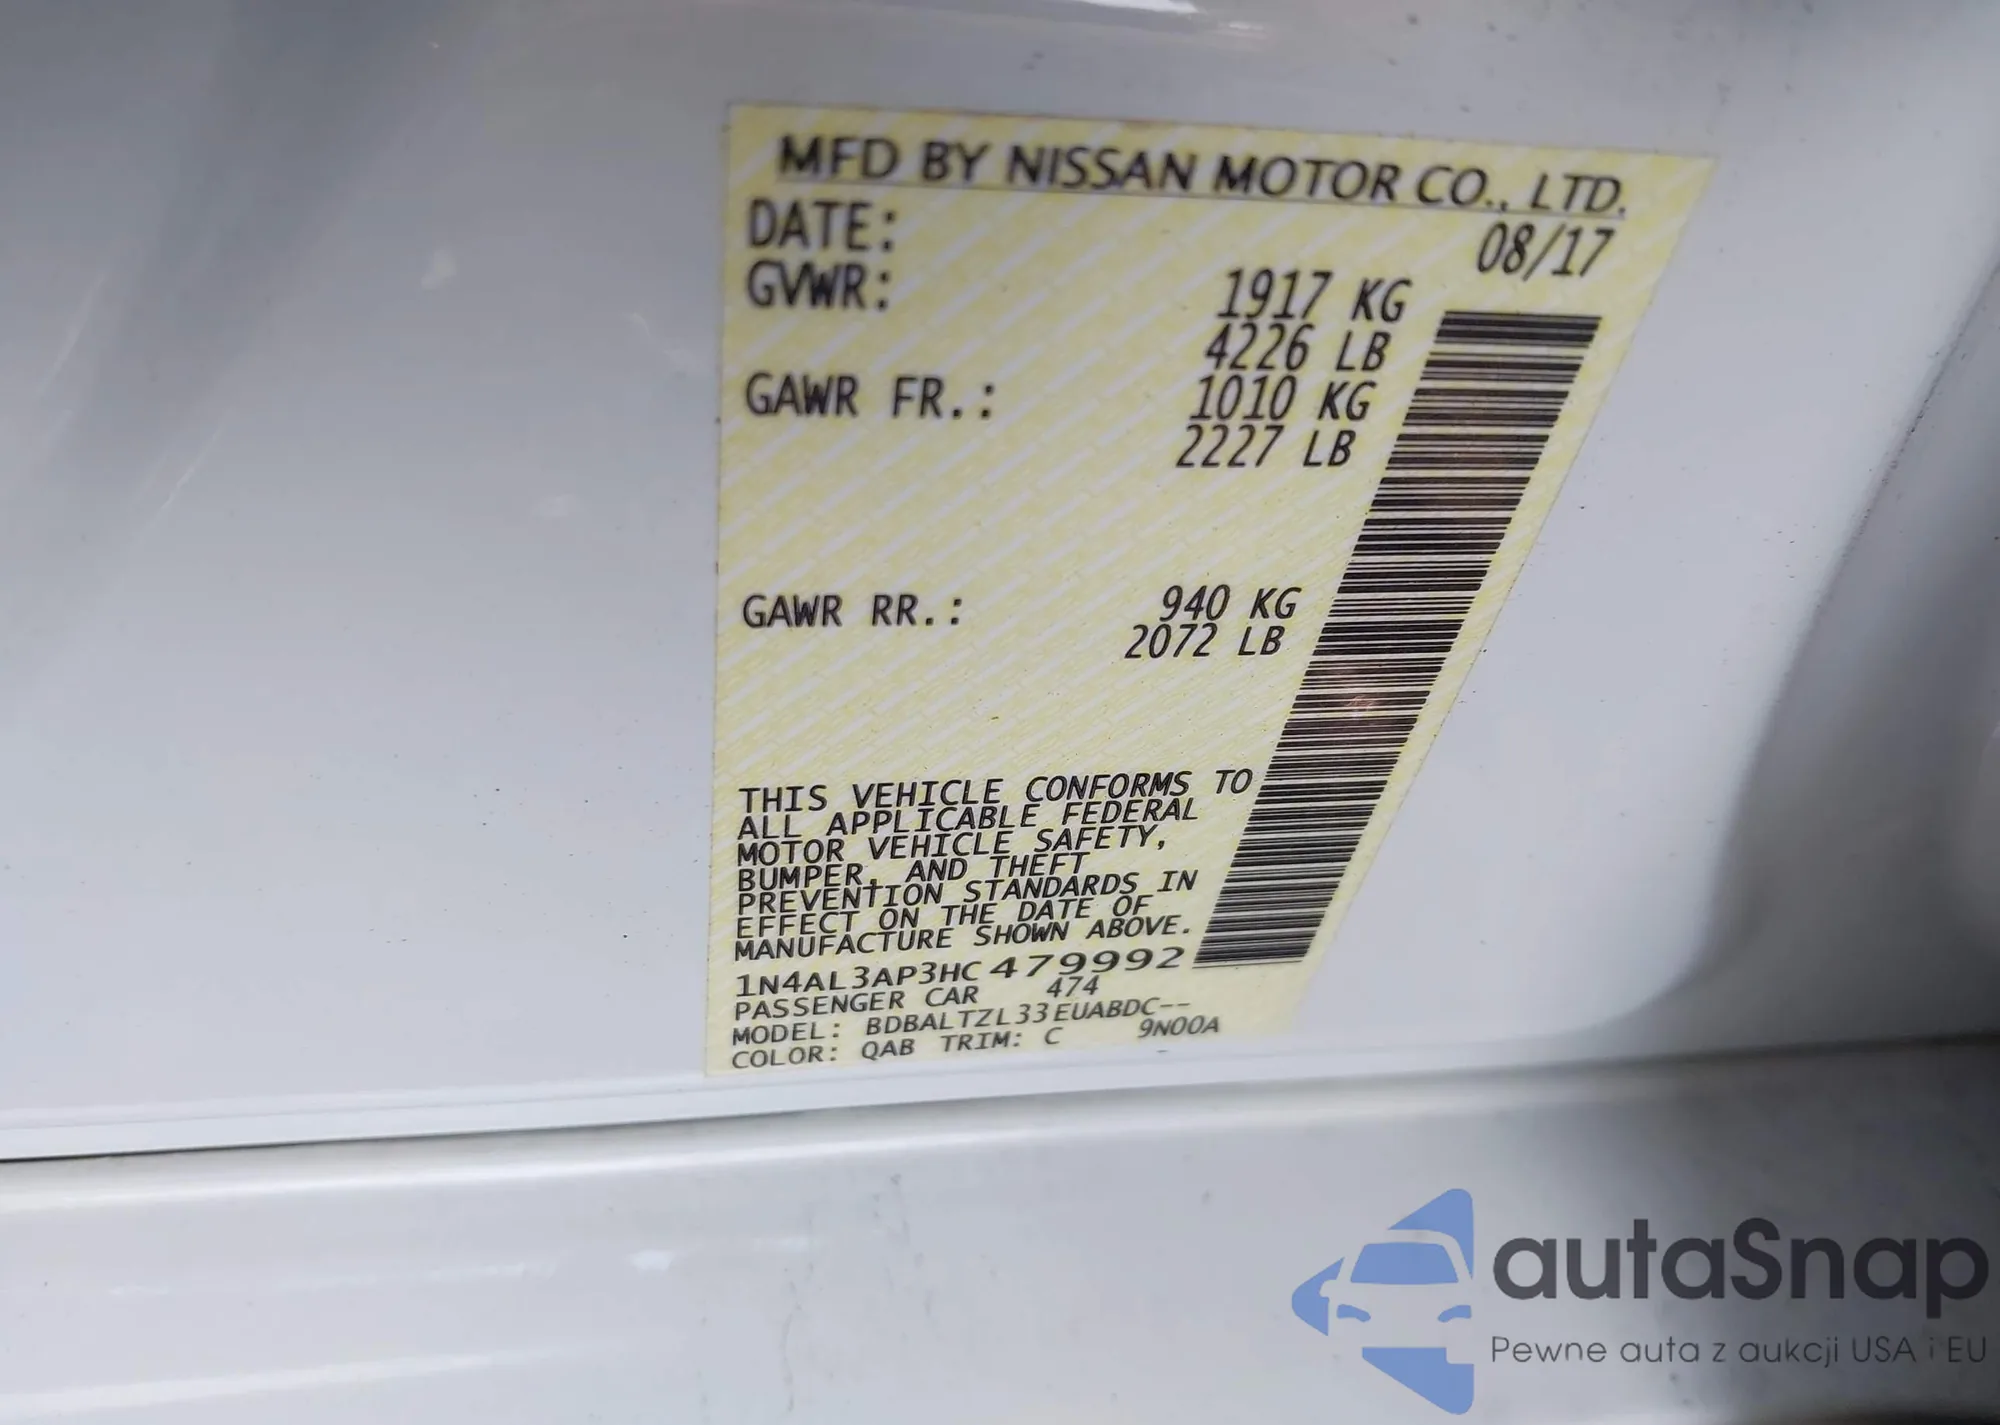 MFD BY NISSAN MOTOR CO., LTD.
DATE: 08/17
GVWR: 1917 KG
4226 LB
GAWR FR.: 1010 KG
2227 LB
GAWR RR.: 940 KG
2072 LB
THIS VEHICLE CONFORMS TO
ALL APPLICABLE FEDERAL
MOTOR VEHICLE SAFETY,
BUMPER, AND THEFT
PREVENTION STANDARDS IN
EFFECT ON THE DATE OF
MANUFACTURE SHOWN ABOVE.
1N4AL3AP3HC479992
PASSENGER CAR 474
MODEL: BDBALTZL33EUABDC--
COLOR: QAB TRIM: C 9N00A
autaSnap
Pewne auta z aukcji USA i EU